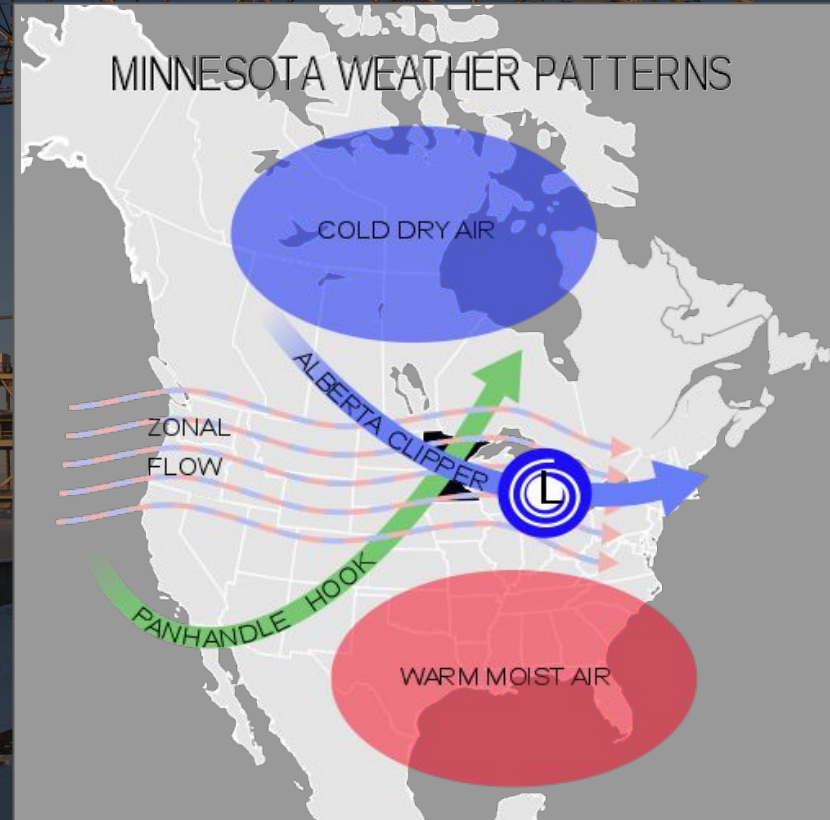 MINNESOTA WEATHER PATTERNS
COLD DRY AIR
ALBERTA CLIPPER
ZONAL
FLOW
L
PANHANDLE HOOK
WARM MOIST AIR